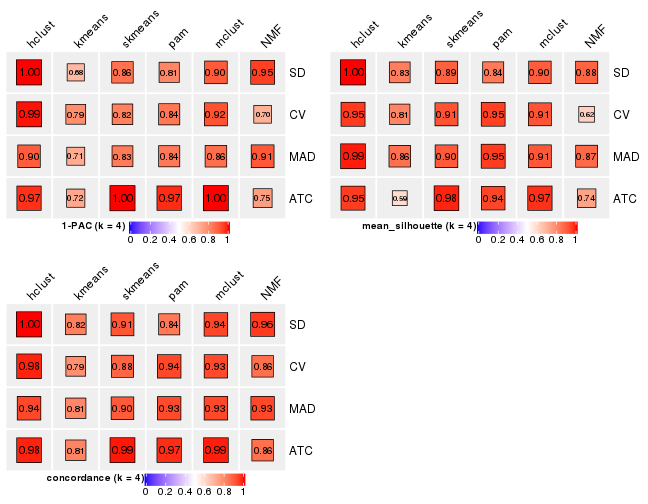 hclust kmeans skmeans pam mclust NMF
1.00 0.68 0.86 0.81 0.90 0.95 SD
0.99 0.79 0.82 0.84 0.92 0.70 CV
0.90 0.71 0.83 0.84 0.86 0.91 MAD
0.97 0.72 1.00 0.97 1.00 0.75 ATC
1-PAC (k = 4)
0 0.2 0.4 0.6 0.8 1
hclust kmeans skmeans pam mclust NMF
1.00 0.83 0.89 0.84 0.90 0.88 SD
0.95 0.81 0.91 0.95 0.91 0.62 CV
0.99 0.86 0.90 0.95 0.91 0.87 MAD
0.95 0.59 0.98 0.94 0.97 0.74 ATC
mean_silhouette (k = 4)
0 0.2 0.4 0.6 0.8 1
hclust kmeans skmeans pam mclust NMF
1.00 0.82 0.91 0.84 0.94 0.96 SD
0.98 0.79 0.88 0.94 0.93 0.86 CV
0.94 0.81 0.90 0.93 0.93 0.93 MAD
0.98 0.81 0.99 0.97 0.99 0.86 ATC
concordance (k = 4)
0 0.2 0.4 0.6 0.8 1